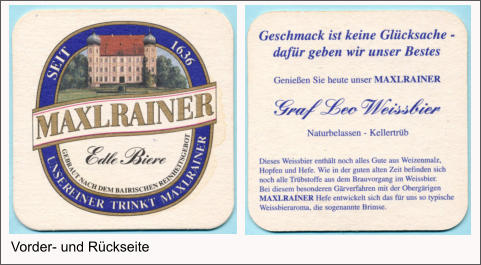 SEIT 1636
MAXLRAINER
Edle Biere
GEBRAUT NACH DEM BAIRISCHEN REINHEITSGEBOT
UNSEREINER TRINKT MAXLRAINER
Geschmack ist keine Glücksache -
dafür geben wir unser Bestes
Genießen Sie heute unser MAXLRAINER
Graf Leo Weissbier
Naturbelassen - Kellertrüb
Dieses Weissbier enthält noch alles Gute aus Weizenmalz,
Hopfen und Hefe. Wie in der guten alten Zeit befinden sich
noch alle Trübstoffe aus dem Brauvorgang im Weissbier.
Bei diesem besonderen Gärverfahren mit der Obergärigen
MAXLRAINER Hefe entwickelt sich das für uns so typische
Weissbieraroma, die sogenannte Brimse.
Vorder- und Rückseite